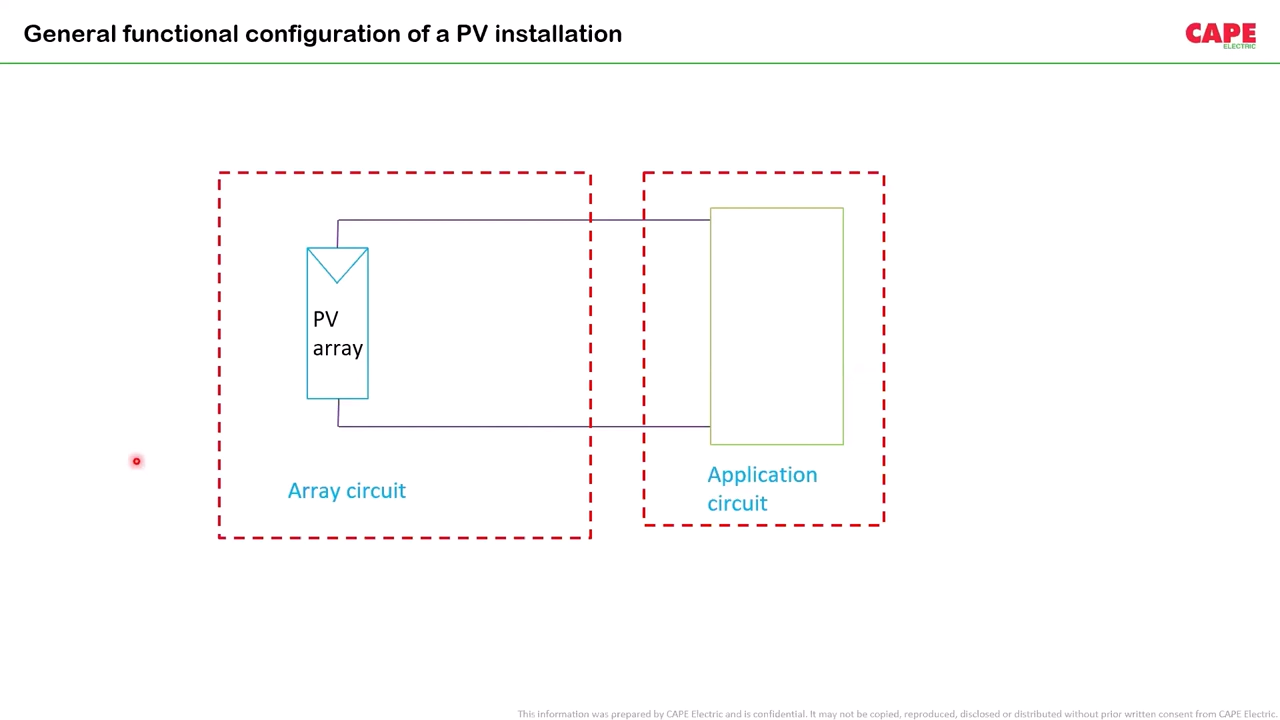 General functional configuration of a PV installation
CAPE
ELECTRIC
PV
array
Array circuit
Application
circuit
This information was prepared by CAPE Electric and is confidential. It may not be copied, reproduced, disclosed or distributed without prior written consent from CAPE Electric.